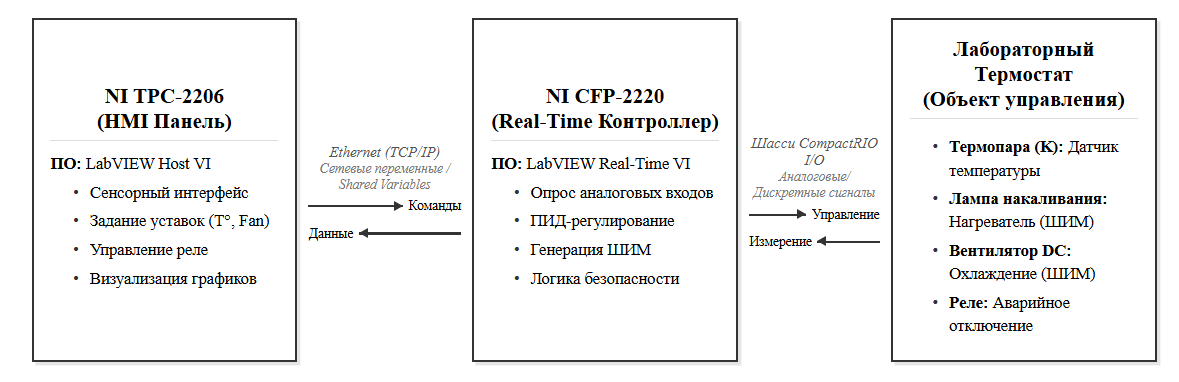 NI TPC-2206
(HMI Панель)
ПО: LabVIEW Host VI
• Сенсорный интерфейс
• Задание уставок (T°, Fan)
• Управление реле
• Визуализация графиков
Ethernet (TCP/IP)
Сетевые переменные /
Shared Variables
Команды
Данные
NI CFP-2220
(Real-Time Контроллер)
ПО: LabVIEW Real-Time VI
• Опрос аналоговых входов
• ПИД-регулирование
• Генерация ШИМ
• Логика безопасности
Шасси CompactRIO
I/O
Аналоговые/
Дискретные сигналы
Управление
Измерение
Лабораторный
Термостат
(Объект управления)
• Термопара (K): Датчик
температуры
• Лампа накаливания:
Нагреватель (ШИМ)
• Вентилятор DC:
Охлаждение (ШИМ)
• Реле: Аварийное
отключение